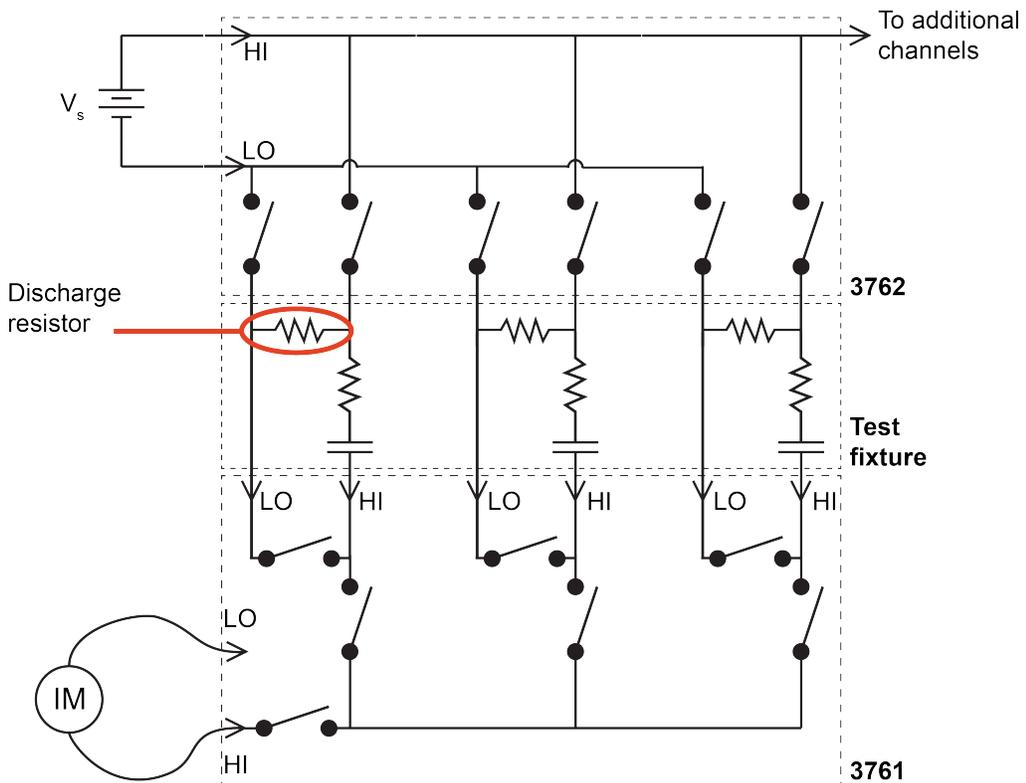 To additional
channels
HI
Vs
LO
3762
Discharge
resistor
Test
fixture
LO
HI
LO
HI
LO
HI
LO
IM
HI
3761